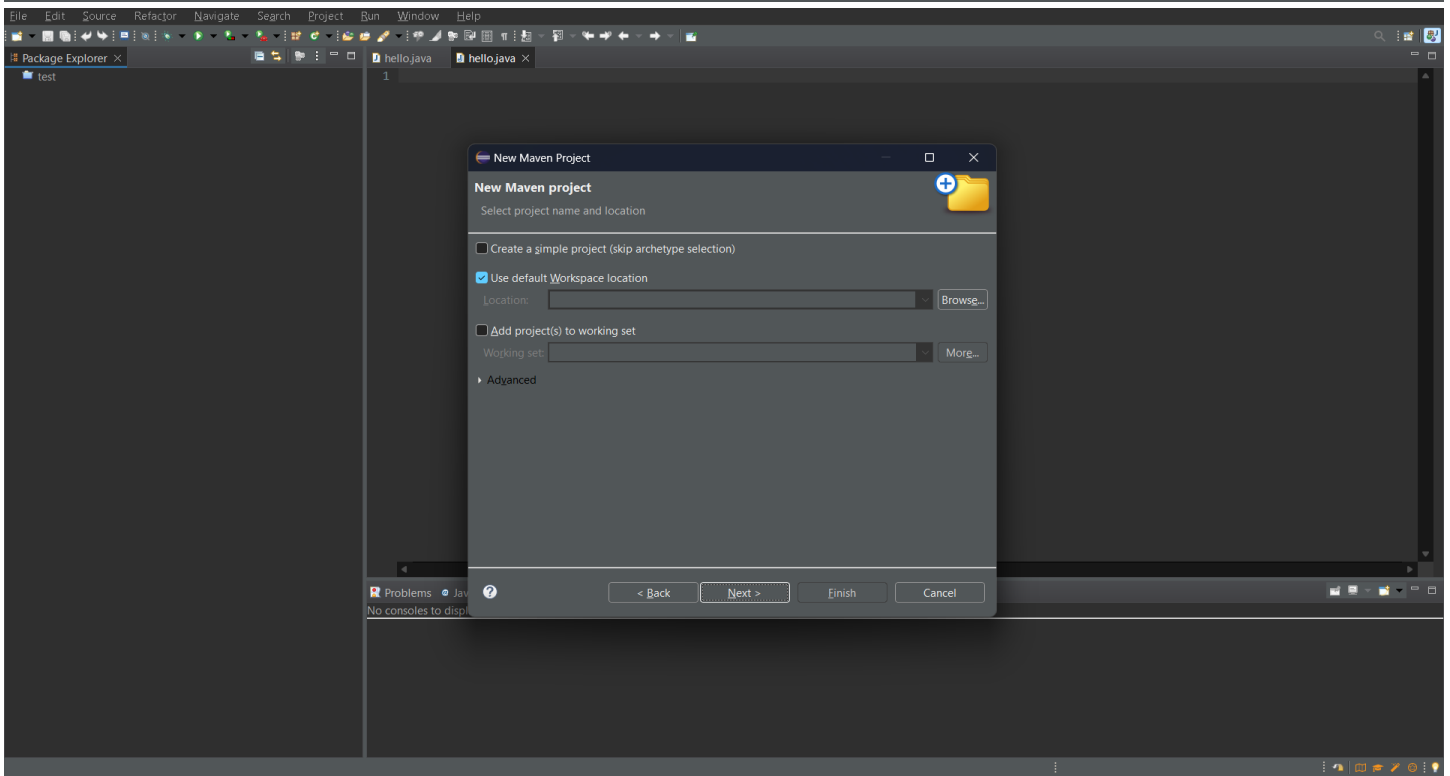 File Edit Source Refactor Navigate Search Project Run Window Help
Package Explorer
hello.java
hello.java
test
1
New Maven Project
New Maven project
Select project name and location
Create a simple project (skip archetype selection)
Use default Workspace location
Location:
Browse...
Add project(s) to working set
Working set:
More...
Advanced
< Back
Next >
Finish
Cancel
Problems
Jav
No consoles to displ